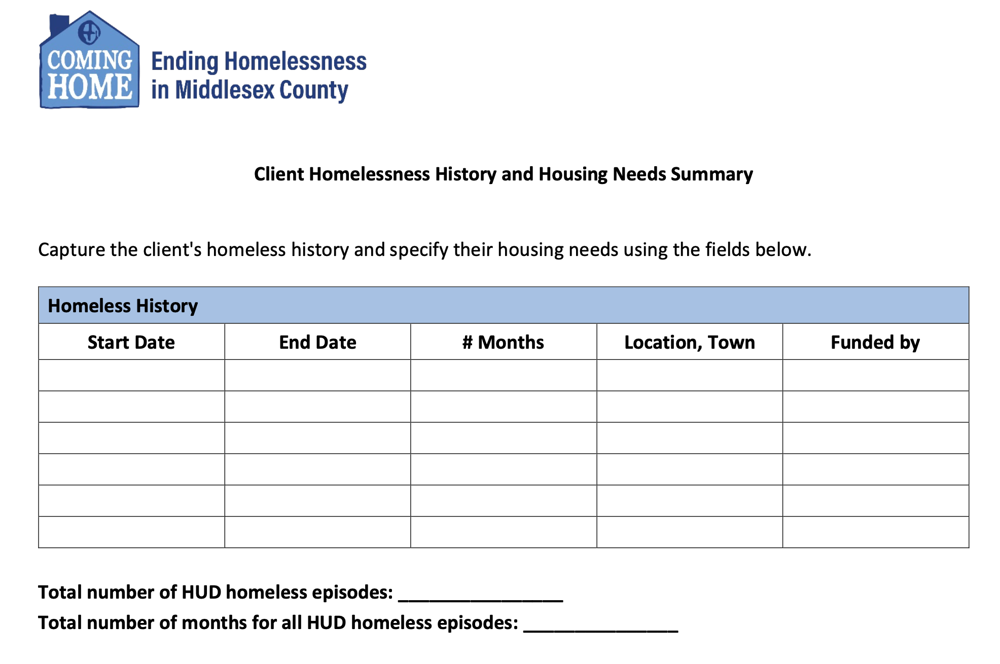 COMING
HOME
Ending Homelessness
in Middlesex County
Client Homelessness History and Housing Needs Summary
Capture the client's homeless history and specify their housing needs using the fields below.
Homeless History
Start Date End Date # Months Location, Town Funded by
Total number of HUD homeless episodes: ________________
Total number of months for all HUD homeless episodes: _______________